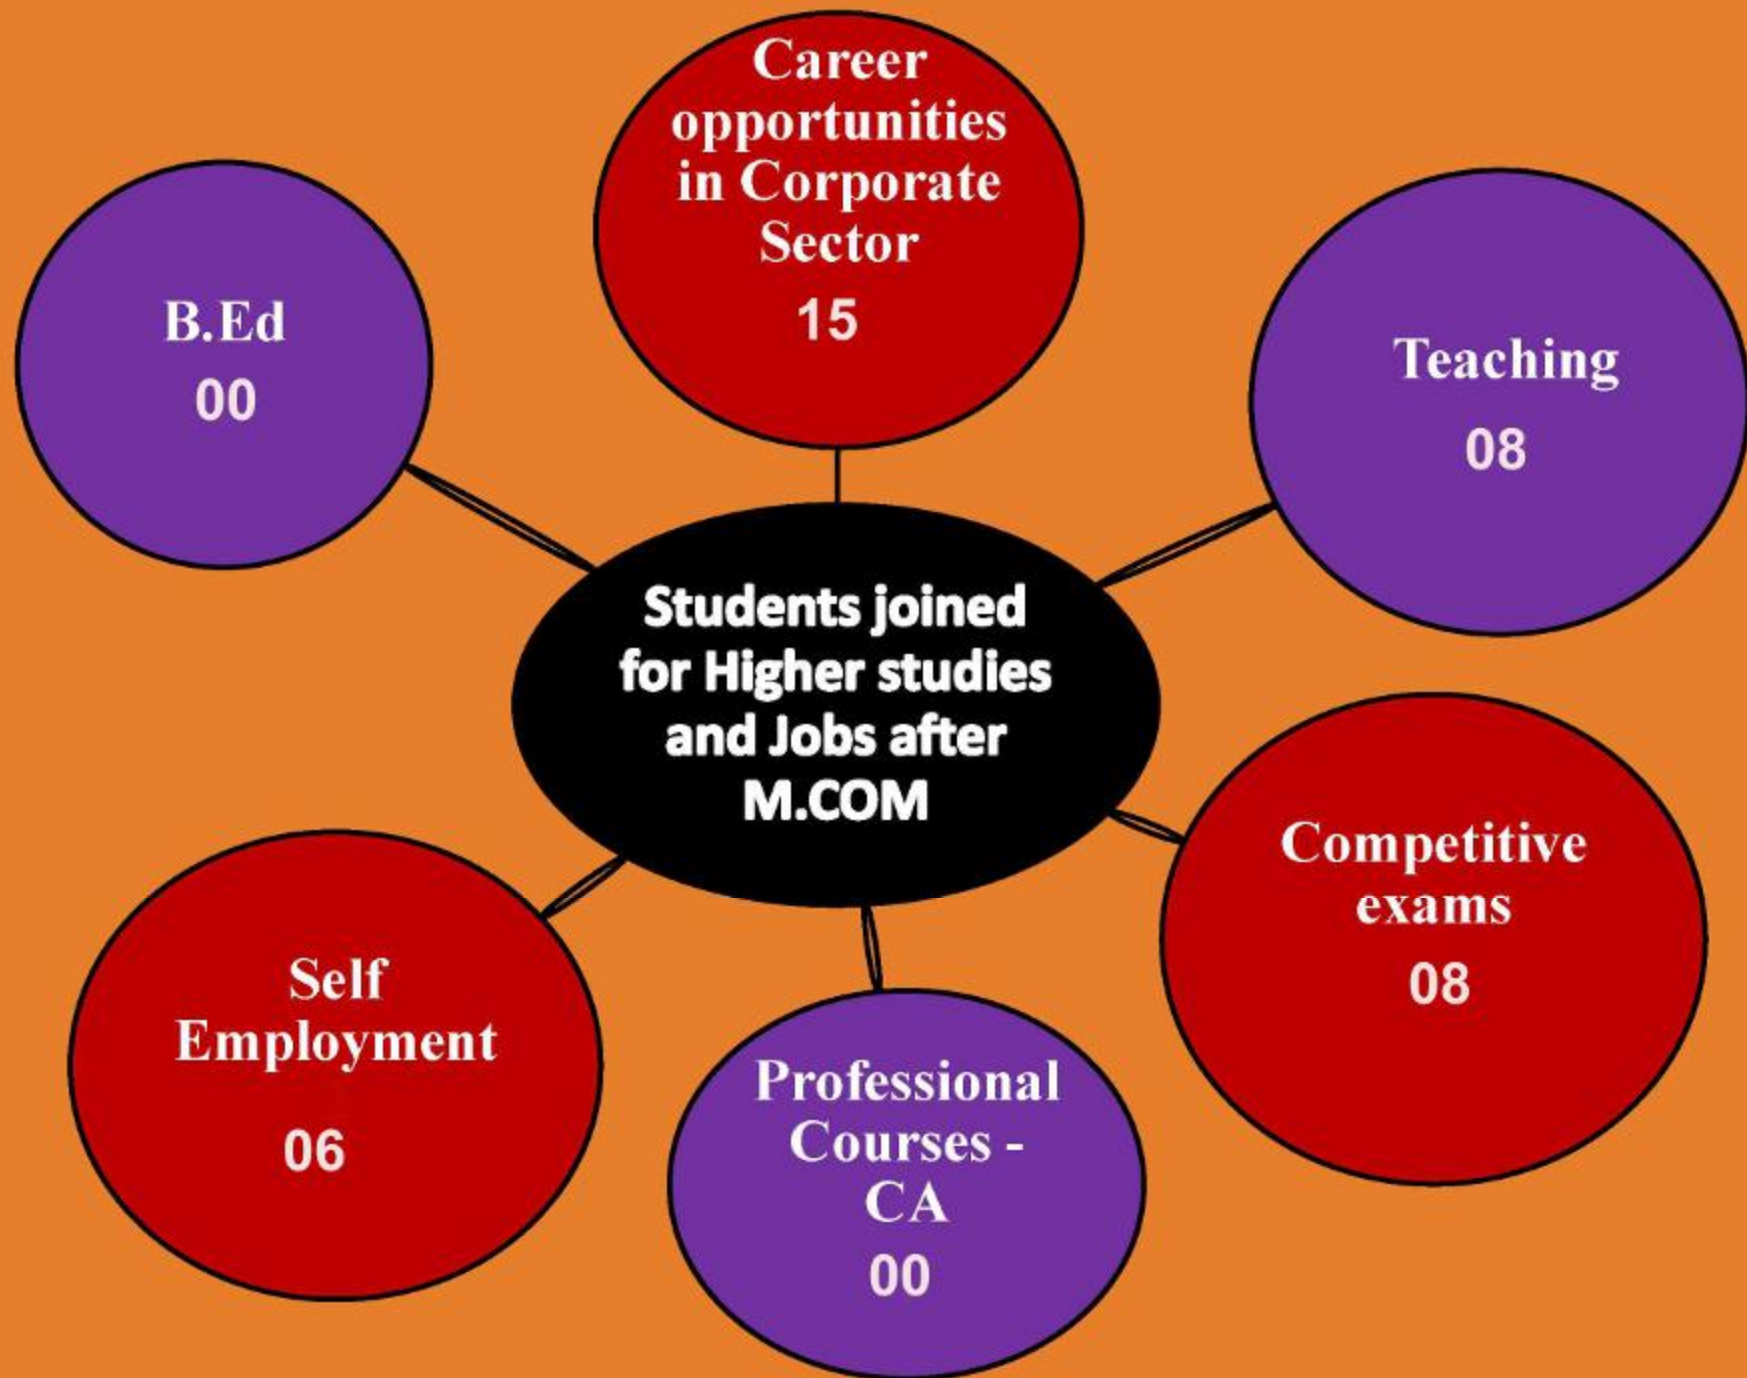 Career
opportunities
in Corporate
Sector
15
B.Ed
00
Teaching
08
Students joined
for Higher studies
and Jobs after
M.COM
Competitive
exams
08
Self
Employment
06
Professional
Courses -
CA
00